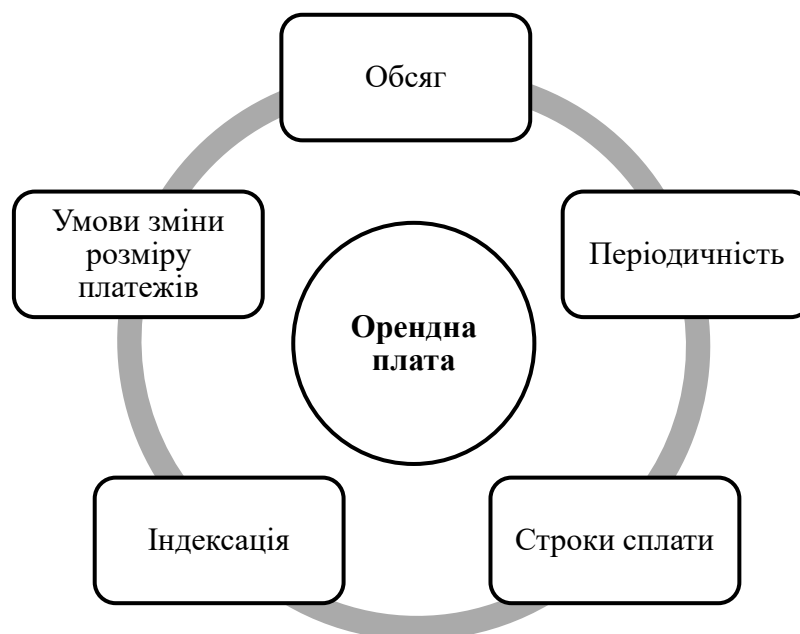 Обсяг
Умови зміни
розміру
платежів
Періодичність
Орендна
плата
Індексація
Строки сплати